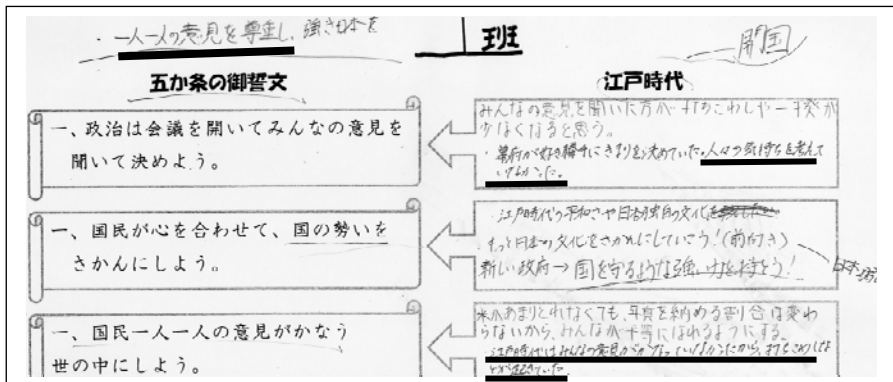 ・一人一人の意見を尊重し、強き日本を
班
開国
五か条の御誓文
江戸時代
一、政治は会議を開いてみんなの意見を
聞いて決めよう。
みんなの意見を聞いた方が打ちこわしや一揆が
少なくなると思う。
・幕府が好き勝手にきまりを決めていた。人々の気持ちを考えて
いなかった。
一、国民が心を合わせて、国の勢いを
さかんにしよう。
・江戸時代の平和さや日本独自の文化を
もっと日本の文化をさかんにしていこう!(前向き)
新しい政府→国を守るような強い力を持とう!
一、国民一人一人の意見がかなう
世の中にしよう。
米があまりとれなくても、年貢を納める割合は変わ
らないから、みんなが平等になれるようにする。
江戸時代はみんなの意見がかなっていなかったから、打ちこわしな
どが起きていた。